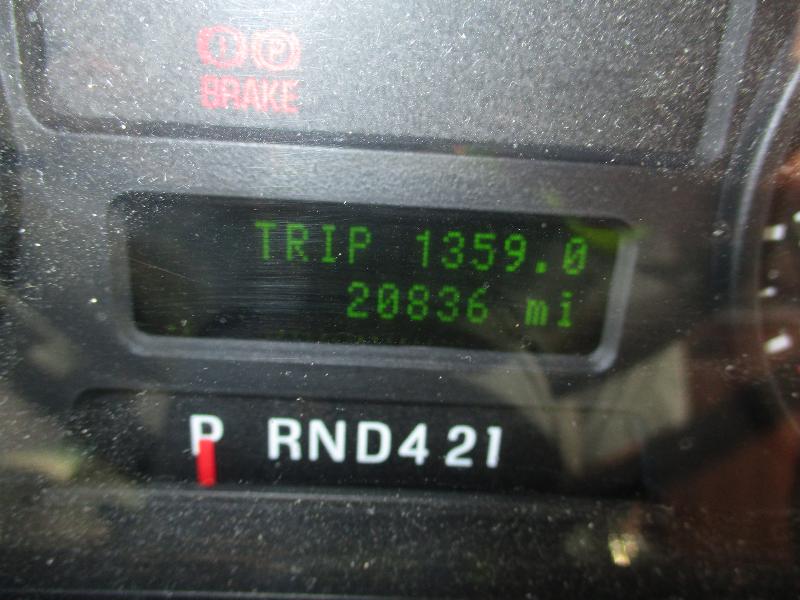 BRAKE
TRIP 1359.0
20836 mi
P RND421